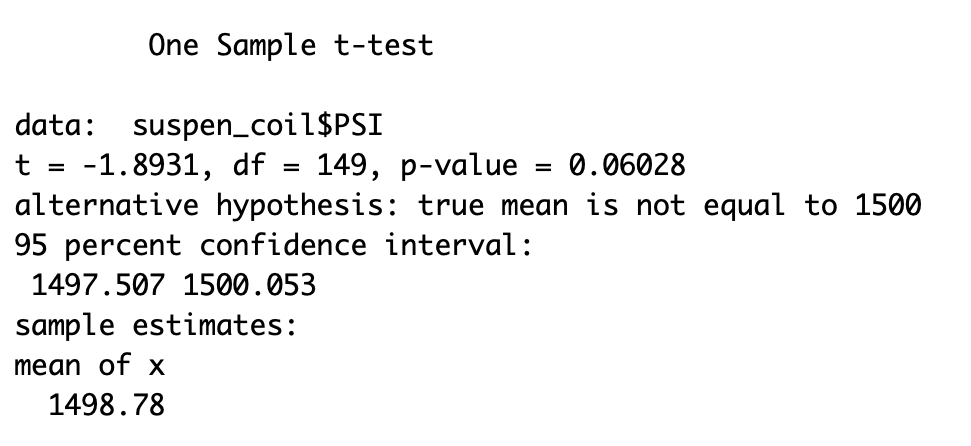 One Sample t-test
data:  suspen_coil$PSI
t = -1.8931, df = 149, p-value = 0.06028
alternative hypothesis: true mean is not equal to 1500
95 percent confidence interval:
 1497.507 1500.053
sample estimates:
mean of x
  1498.78